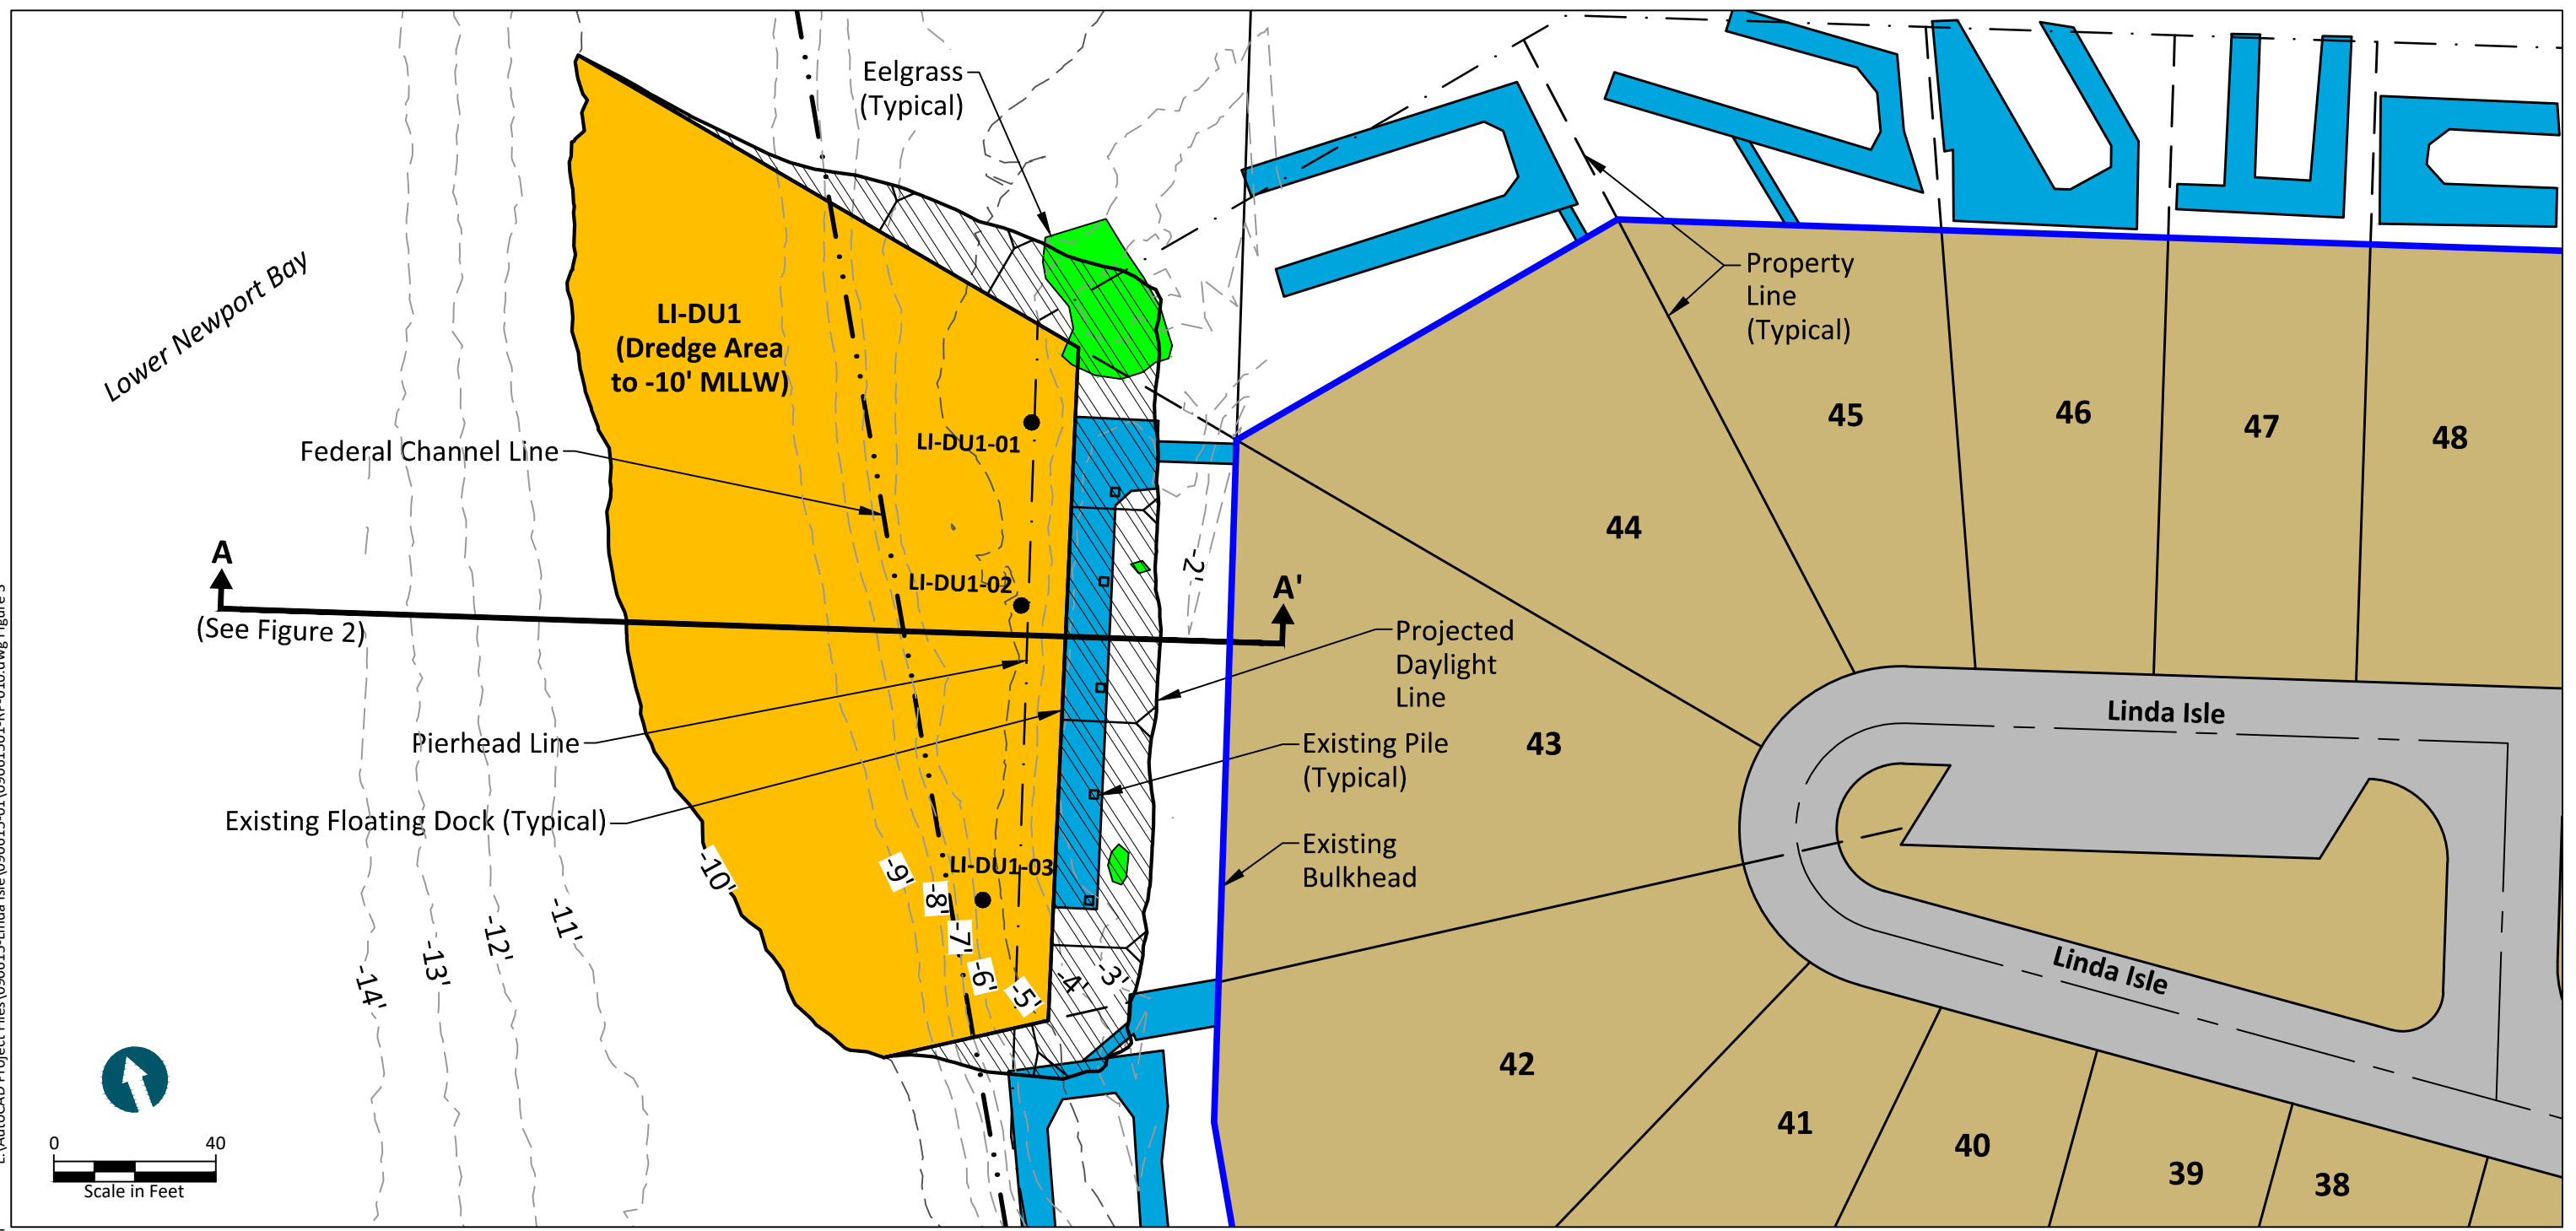 Eelgrass
(Typical)
Lower Newport Bay
LI-DU1
(Dredge Area
to -10' MLLW)
Property
Line
(Typical)
Federal Channel Line
LI-DU1-01
45
46
47
48
44
A
(See Figure 2)
LI-DU1-02
-2'
A'
Projected
Daylight
Line
Pierhead Line
Existing Pile
(Typical)
43
Linda Isle
Existing Floating Dock (Typical)
Existing
Bulkhead
-10'
-9'
-8'
-7'
-6'
-5'
-4'
-3'
LI-DU1-03
-14'
-13'
-12'
-11'
Linda Isle
42
41
40
39
38
0
40
Scale in Feet